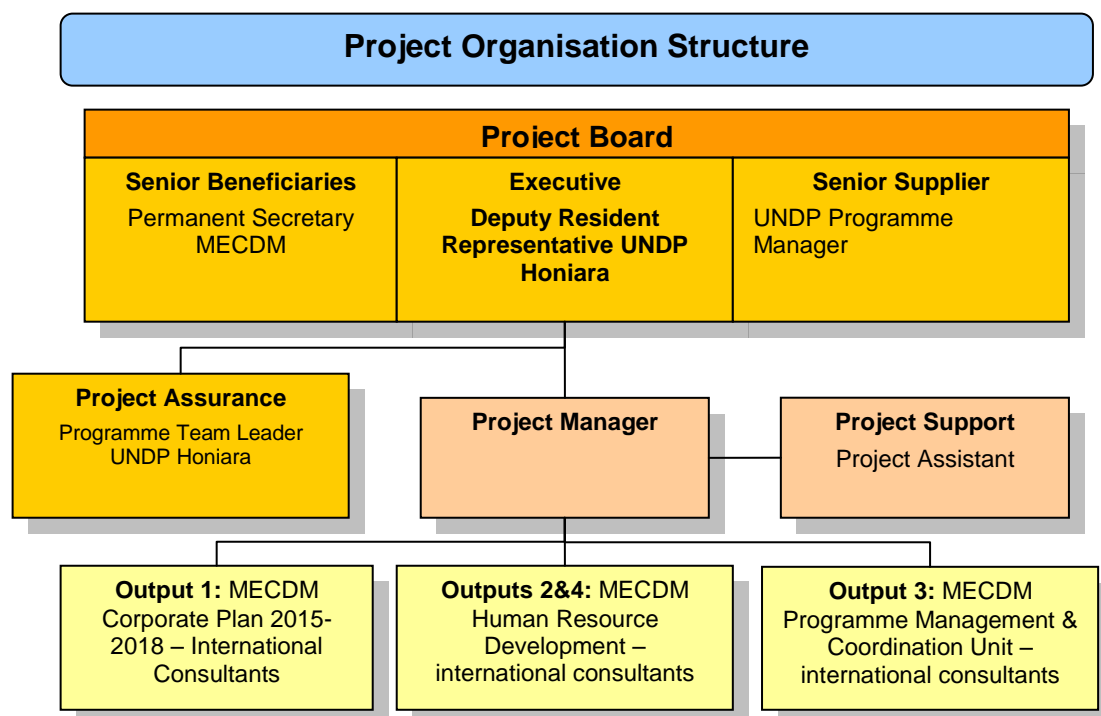 Project Organisation Structure
Project Board
Senior Beneficiaries
Permanent Secretary
MECDM
Executive
Deputy Resident
Representative UNDP
Honiara
Senior Supplier
UNDP Programme
Manager
Project Assurance
Programme Team Leader
UNDP Honiara
Project Manager
Project Support
Project Assistant
Output 1: MECDM
Corporate Plan 2015-
2018 – International
Consultants
Outputs 2&4: MECDM
Human Resource
Development –
international consultants
Output 3: MECDM
Programme Management &
Coordination Unit –
international consultants